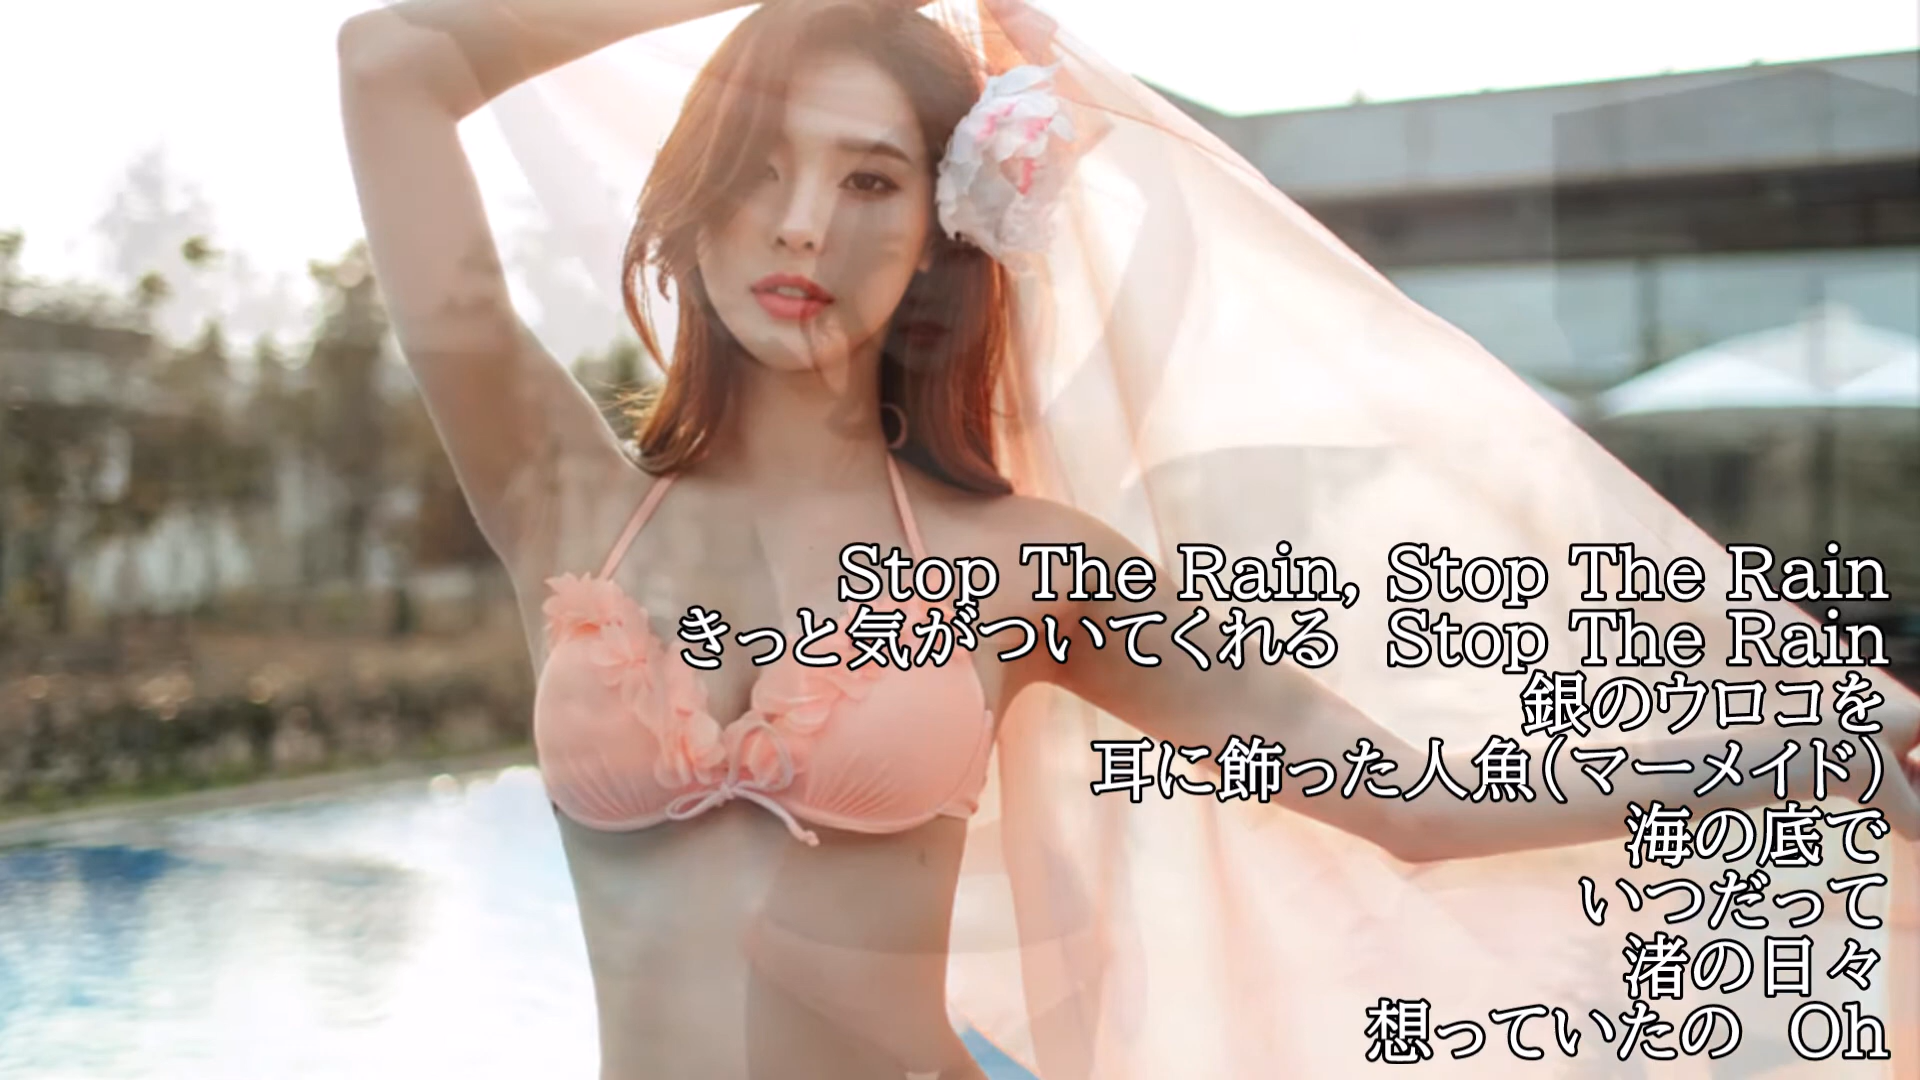 Stop The Rain, Stop The Rain
きっと気がついてくれる　Stop The Rain
銀のウロコを
耳に飾った人魚(マーメイド)
海の底で
いつだって
渚の日々
想っていたの　Oh